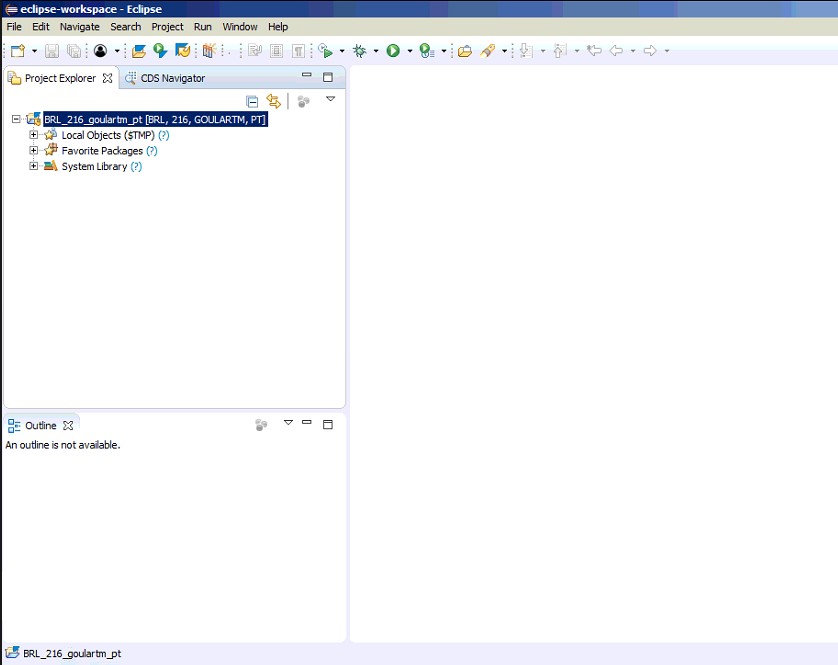 eclipse-workspace - Eclipse
File Edit Navigate Search Project Run Window Help
Project Explorer CDS Navigator
BRL_216_goulartm_pt [BRL, 216, GOULARTM, PT]
Local Objects ($TMP) (?)
Favorite Packages (?)
System Library (?)
Outline
An outline is not available.
BRL_216_goulartm_pt